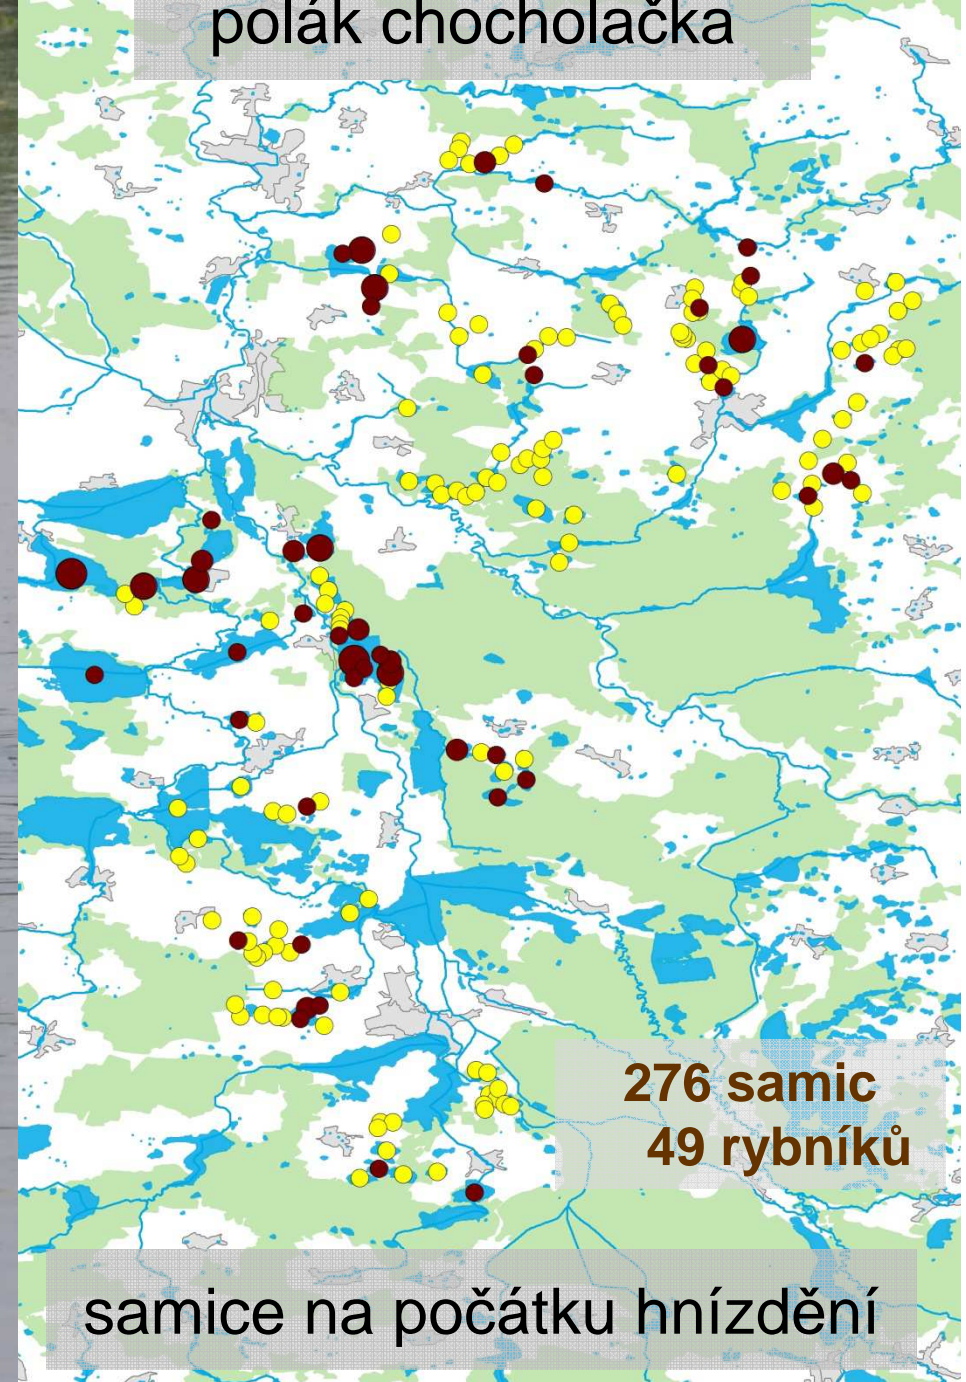 polák chocholačka
276 samic
49 rybníků
samice na počátku hnízdění